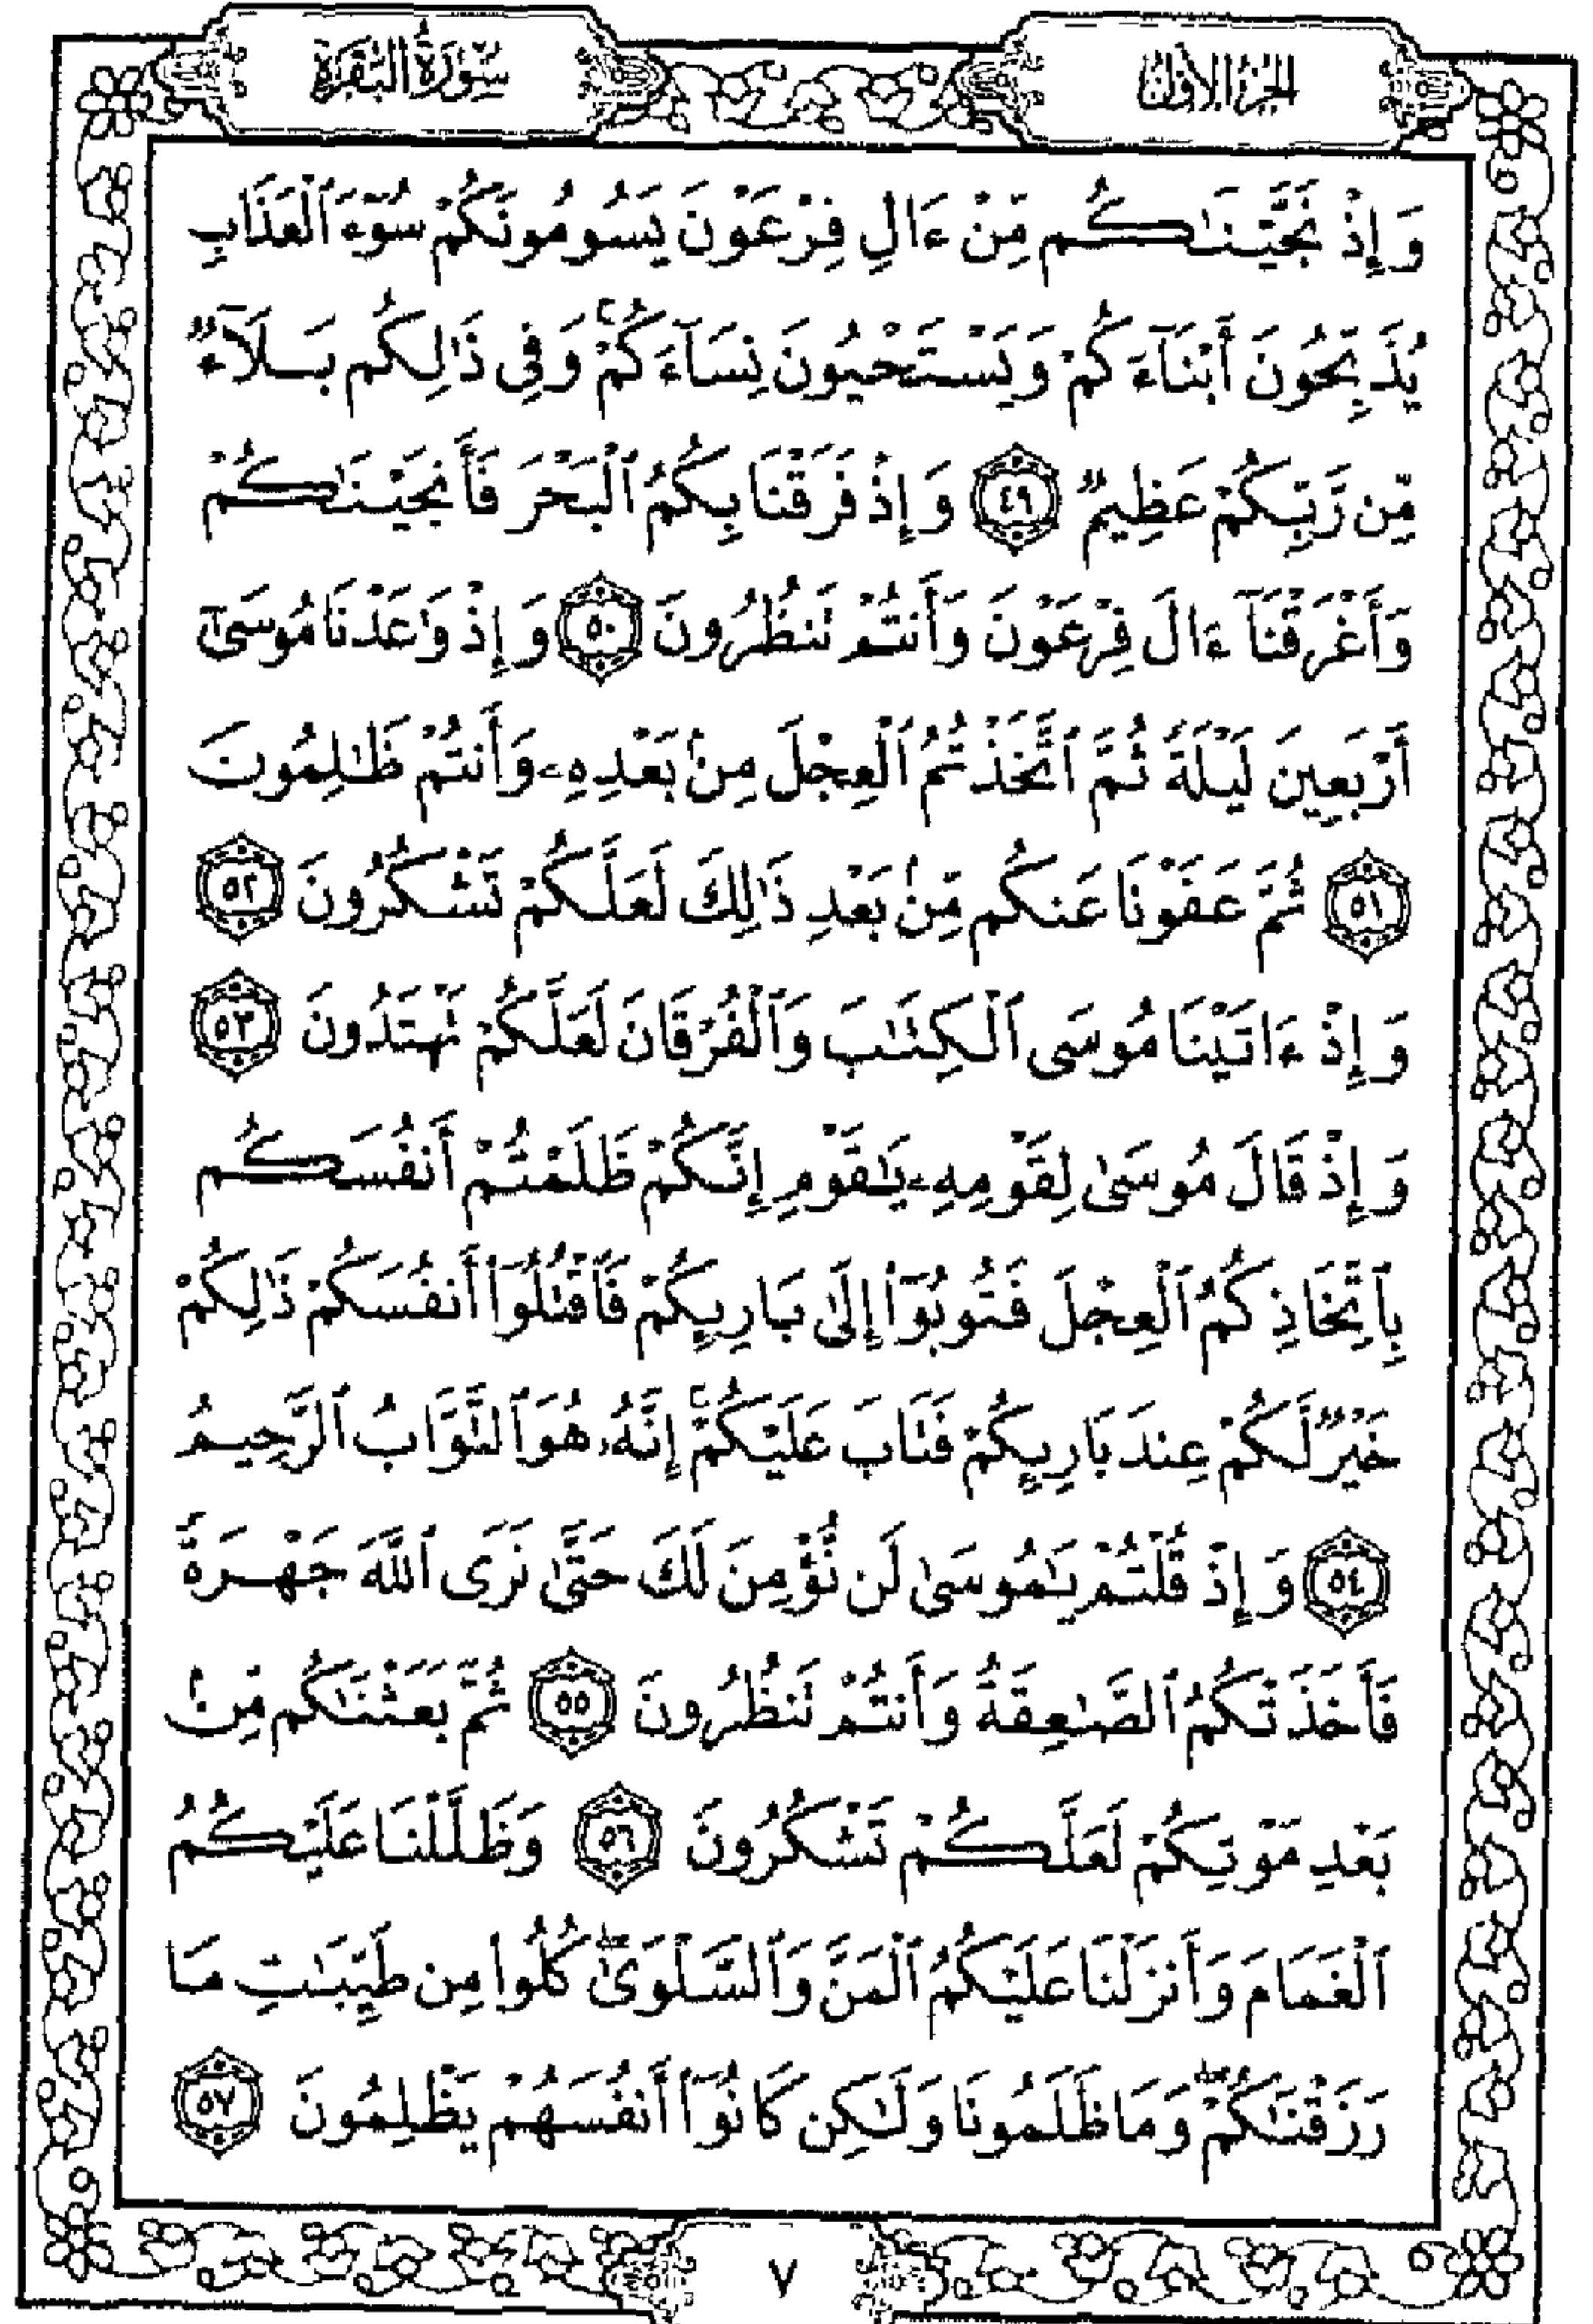 الجزء الأول
سورة البقرة
وَإِذْ نَجَّيْنَٰكُم مِّنْ ءَالِ فِرْعَوْنَ يَسُومُونَكُمْ سُوٓءَ ٱلْعَذَابِ
يُذَبِّحُونَ أَبْنَآءَكُمْ وَيَسْتَحْيُونَ نِسَآءَكُمْ ۚ وَفِى ذَٰلِكُم بَلَآءٌ
مِّن رَّبِّكُمْ عَظِيمٌ ٤٩ وَإِذْ فَرَقْنَا بِكُمُ ٱلْبَحْرَ فَأَنجَيْنَٰكُمْ
وَأَغْرَقْنَآ ءَالَ فِرْعَوْنَ وَأَنتُمْ تَنظُرُونَ ٥٠ وَإِذْ وَٰعَدْنَا مُوسَىٰٓ
أَرْبَعِينَ لَيْلَةً ثُمَّ ٱتَّخَذْتُمُ ٱلْعِجْلَ مِنۢ بَعْدِهِۦ وَأَنتُمْ ظَٰلِمُونَ
٥١ ثُمَّ عَفَوْنَا عَنكُم مِّنۢ بَعْدِ ذَٰلِكَ لَعَلَّكُمْ تَشْكُرُونَ ٥٢
وَإِذْ ءَاتَيْنَا مُوسَى ٱلْكِتَٰبَ وَٱلْفُرْقَانَ لَعَلَّكُمْ تَهْتَدُونَ ٥٣
وَإِذْ قَالَ مُوسَىٰ لِقَوْمِهِۦ يَٰقَوْمِ إِنَّكُمْ ظَلَمْتُمْ أَنفُسَكُم
بِٱتِّخَاذِكُمُ ٱلْعِجْلَ فَتُوبُوٓا۟ إِلَىٰ بَارِئِكُمْ فَٱقْتُلُوٓا۟ أَنفُسَكُمْ ذَٰلِكُمْ
خَيْرٌ لَّكُمْ عِندَ بَارِئِكُمْ فَتَابَ عَلَيْكُمْ ۚ إِنَّهُۥ هُوَ ٱلتَّوَّابُ ٱلرَّحِيمُ
٥٤ وَإِذْ قُلْتُمْ يَٰمُوسَىٰ لَن نُّؤْمِنَ لَكَ حَتَّىٰ نَرَى ٱللَّهَ جَهْرَةً
فَأَخَذَتْكُمُ ٱلصَّٰعِقَةُ وَأَنتُمْ تَنظُرُونَ ٥٥ ثُمَّ بَعَثْنَٰكُم مِّنۢ
بَعْدِ مَوْتِكُمْ لَعَلَّكُمْ تَشْكُرُونَ ٥٦ وَظَلَّلْنَا عَلَيْكُمُ
ٱلْغَمَامَ وَأَنزَلْنَا عَلَيْكُمُ ٱلْمَنَّ وَٱلسَّلْوَىٰ ۖ كُلُوا۟ مِن طَيِّبَٰتِ مَا
رَزَقْنَٰكُمْ ۖ وَمَا ظَلَمُونَا وَلَٰكِن كَانُوٓا۟ أَنفُسَهُمْ يَظْلِمُونَ ٥٧
٧